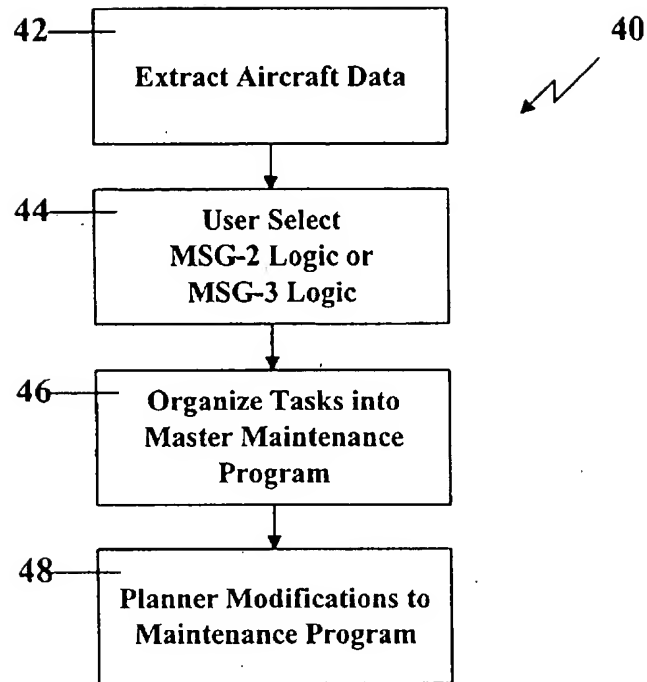 42
40
Extract Aircraft Data
44
User Select
MSG-2 Logic or
MSG-3 Logic
46
Organize Tasks into
Master Maintenance
Program
48
Planner Modifications to
Maintenance Program